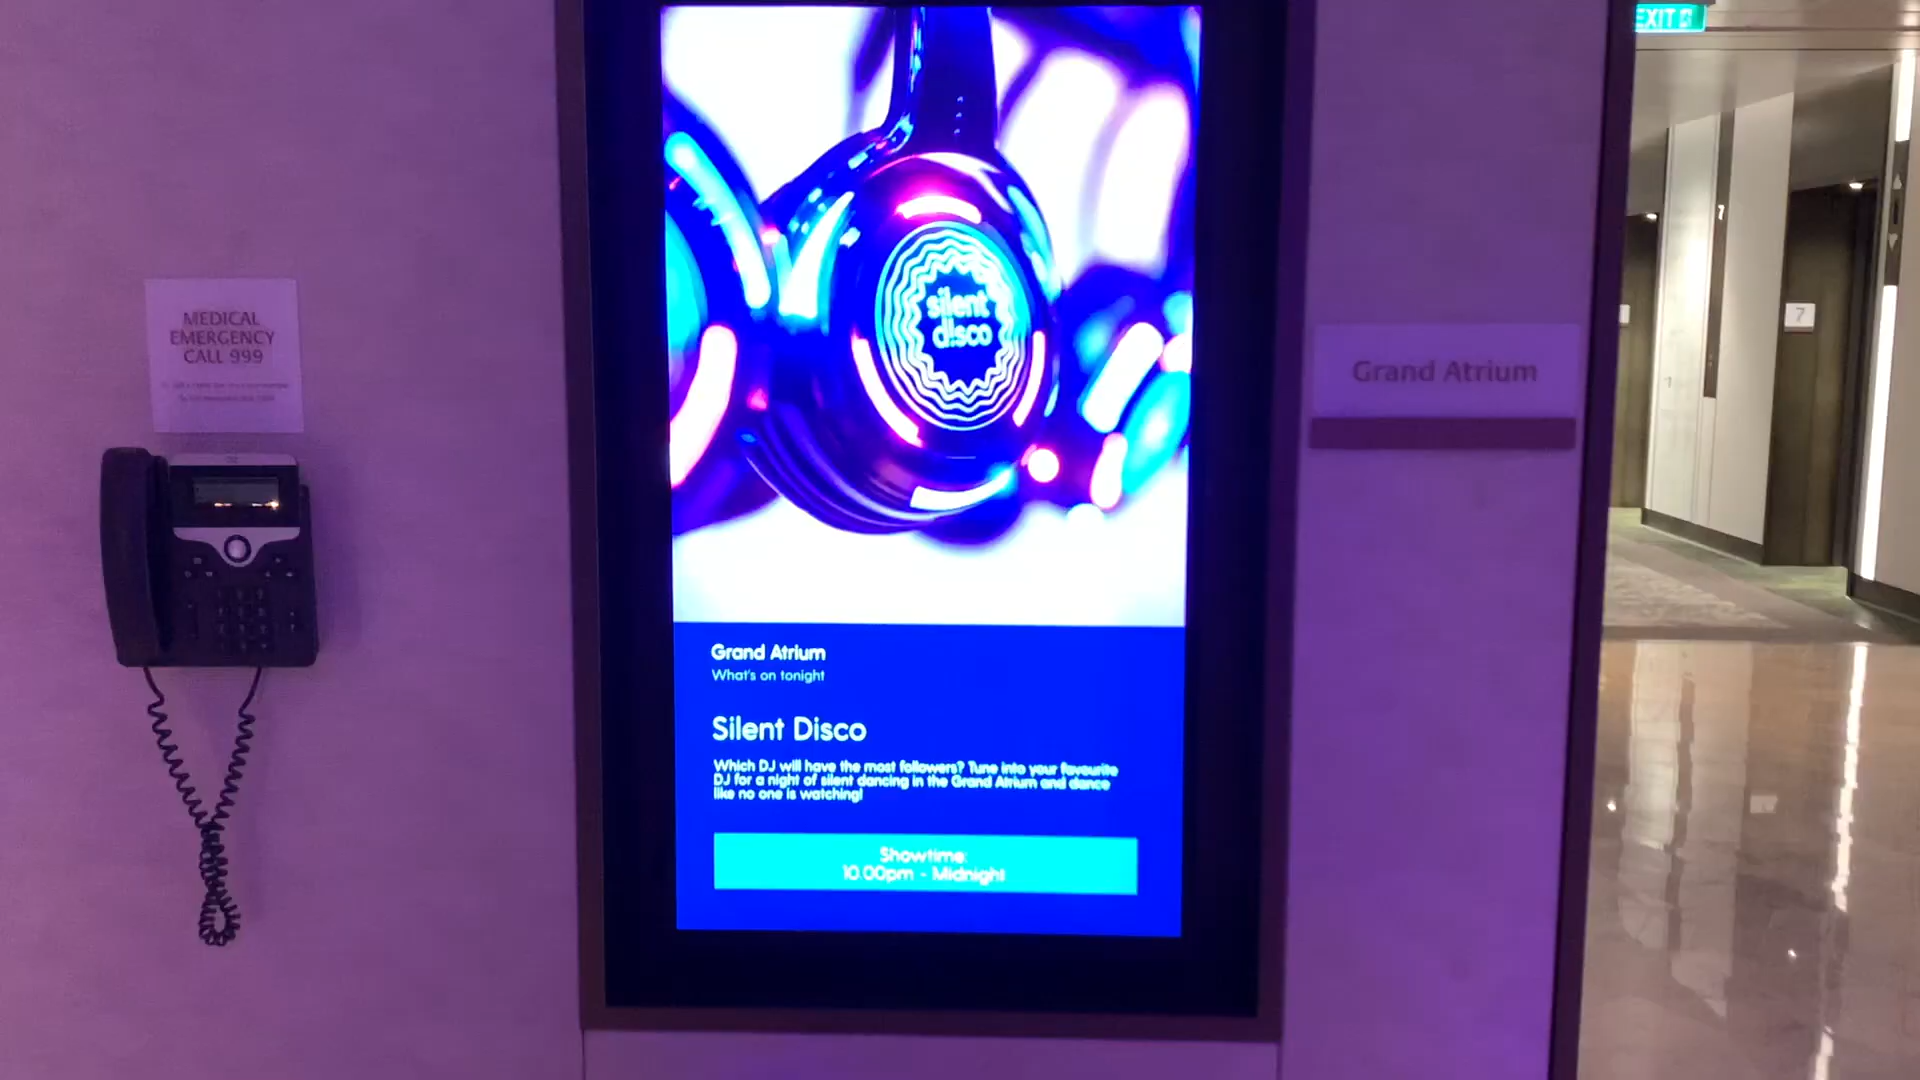 EXIT
7
7
MEDICAL
EMERGENCY
CALL 999
silent
disco
Grand Atrium
Grand Atrium
What's on tonight
Silent Disco
Which DJ will have the most followers? Tune into your favourite
DJ for a night of silent dancing in the Grand Atrium and dance
like no one is watching!
Showtime:
10.00pm - Midnight